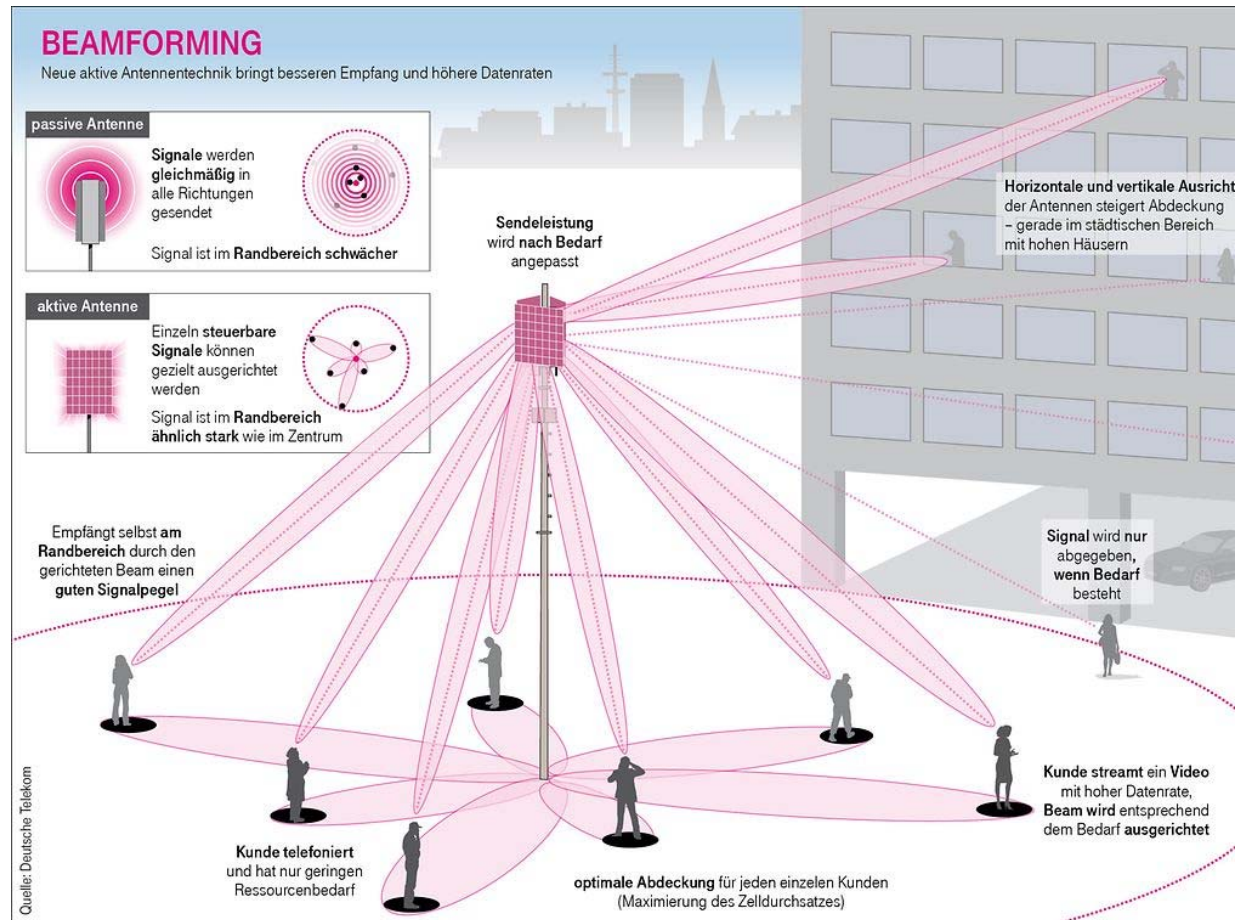 BEAMFORMING
Neue aktive Antennentechnik bringt besseren Empfang und höhere Datenraten
passive Antenne
Signale werden
gleichmäßig in
alle Richtungen
gesendet
Signal ist im Randbereich schwächer
aktive Antenne
Einzeln steuerbare
Signale können
gezielt ausgerichtet
werden
Signal ist im Randbereich
ähnlich stark wie im Zentrum
Sendeleistung
wird nach Bedarf
angepasst
Horizontale und vertikale Ausricht
der Antennen steigert Abdeckung
– gerade im städtischen Bereich
mit hohen Häusern
Empfängt selbst am
Randbereich durch den
gerichteten Beam einen
guten Signalpegel
Signal wird nur
abgegeben,
wenn Bedarf
besteht
Kunde telefoniert
und hat nur geringen
Ressourcenbedarf
optimale Abdeckung für jeden einzelen Kunden
(Maximierung des Zelldurchsatzes)
Kunde streamt ein Video
mit hoher Datenrate,
Beam wird entsprechend
dem Bedarf ausgerichtet
Quelle: Deutsche Telekom